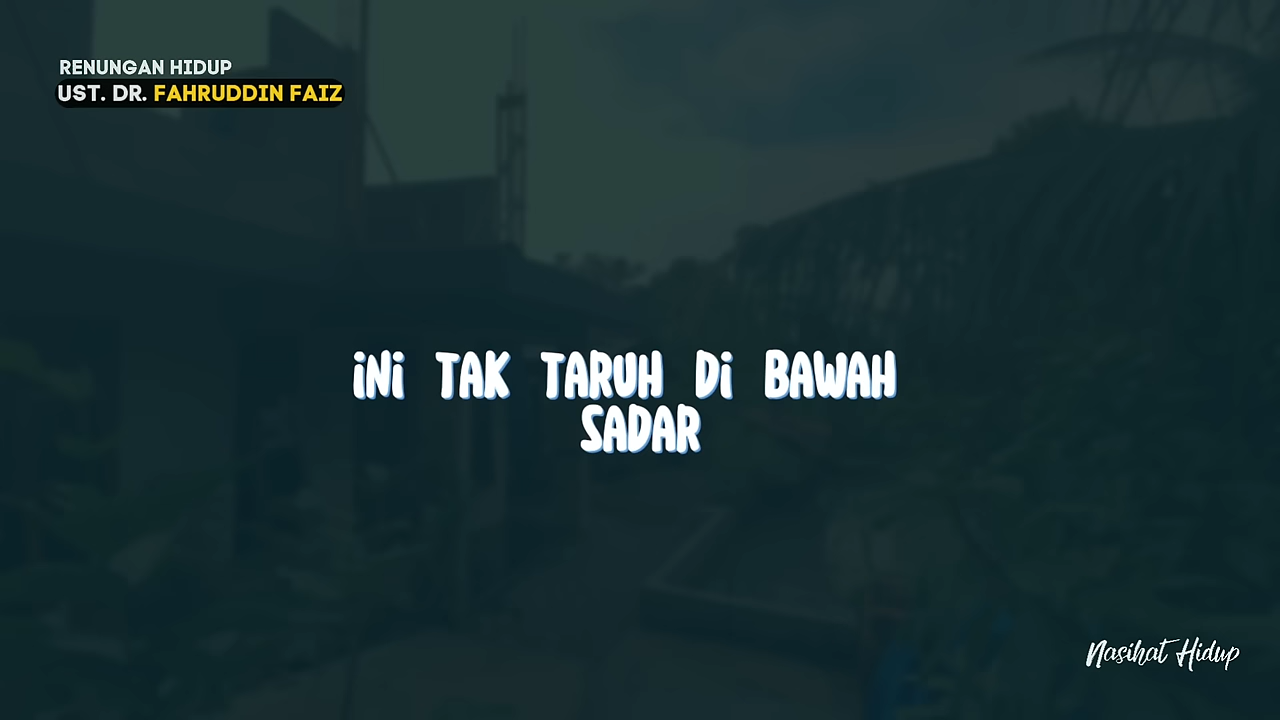 RENUNGAN HIDUP
UST. DR. FAHRUDDIN FAIZ
iNi TAK TARUH Di BAWAH
SADAR
Nasihat Hidup